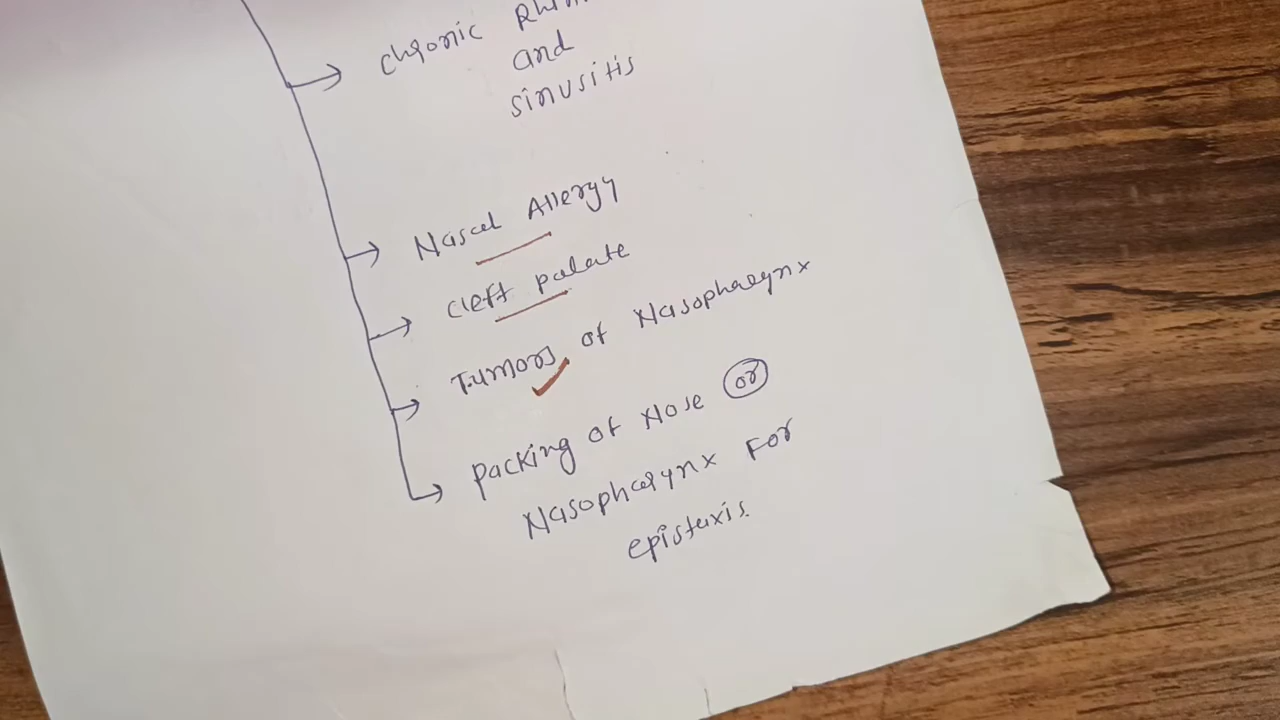 chronic
and
sinusitis
Nasal Allergy
cleft palate
Tumors of Nasopharynx
packing of Nose or
Nasopharynx For
epistaxis.